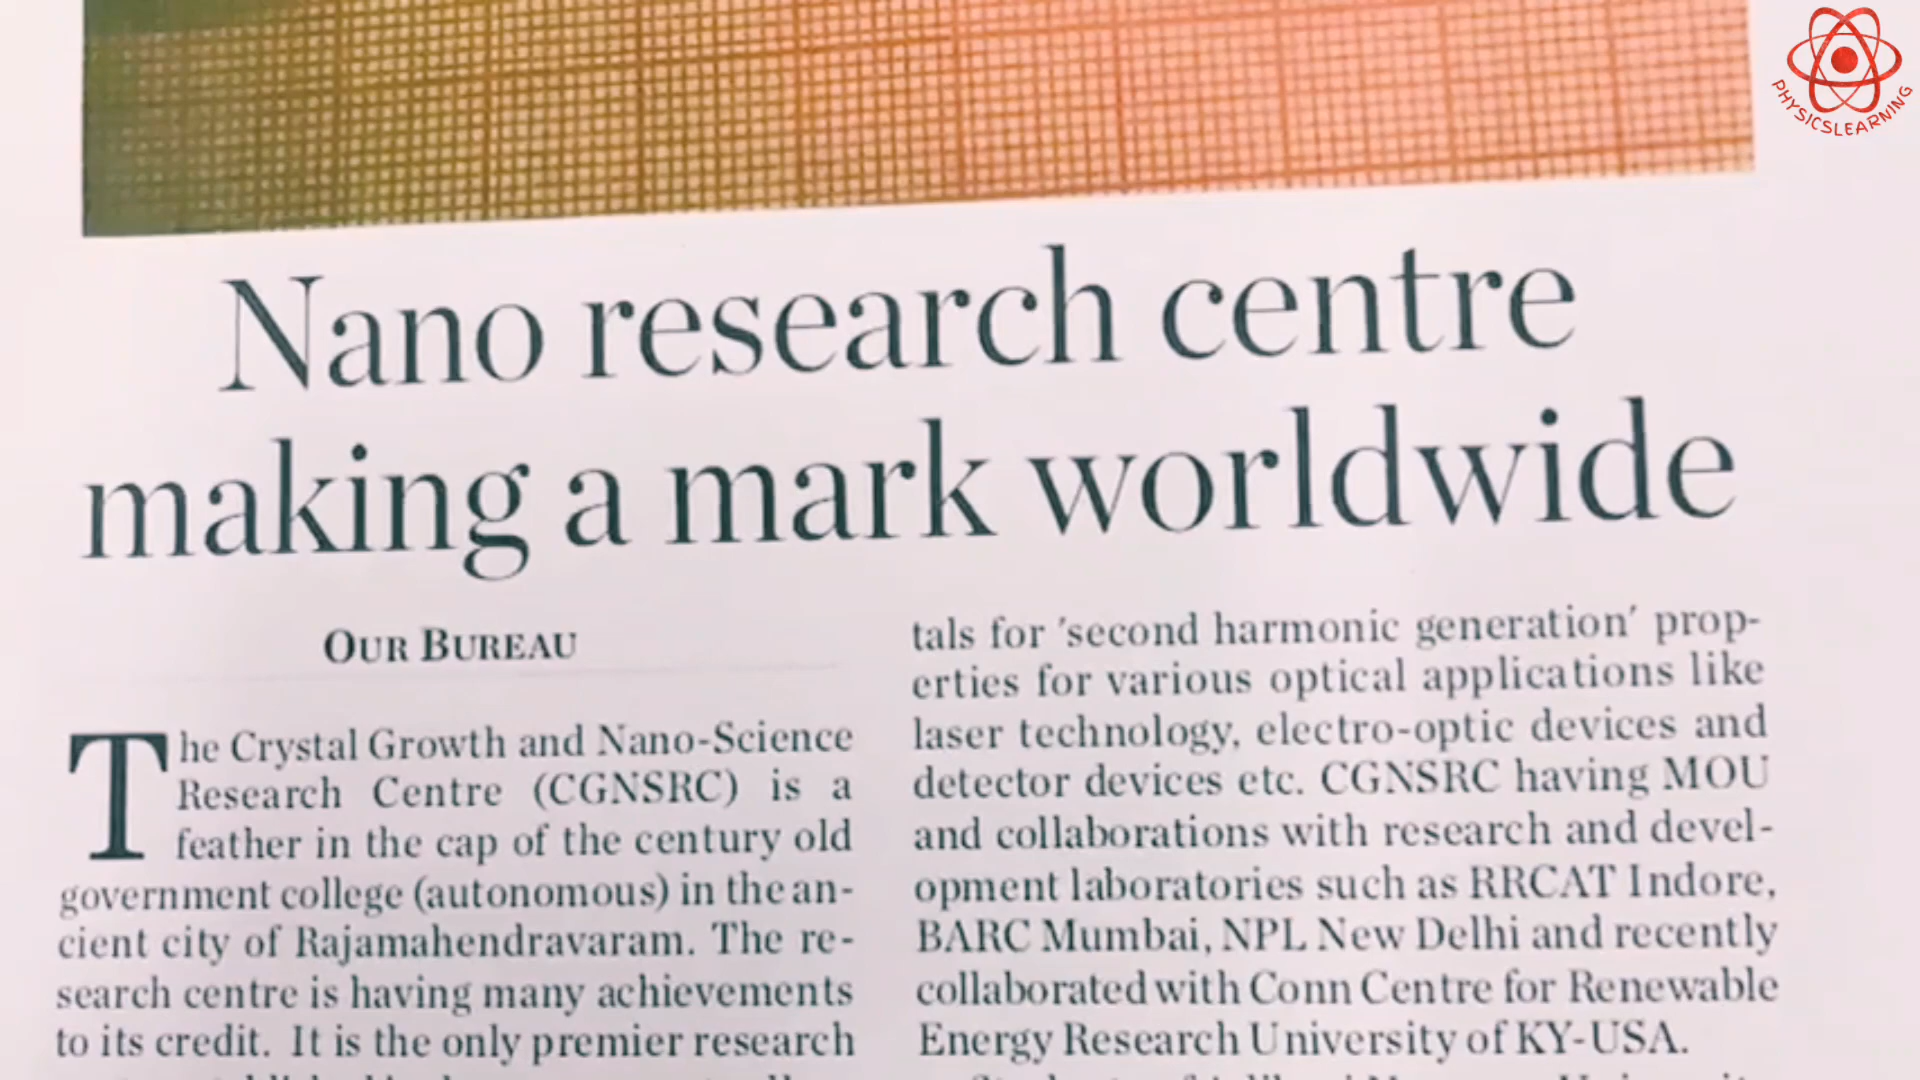 PHYSICSLEARNING
Nano research centre
making a mark worldwide
OUR BUREAU
The Crystal Growth and Nano-Science
Research Centre (CGNSRC) is a
feather in the cap of the century old
government college (autonomous) in the an-
cient city of Rajamahendravaram. The re-
search centre is having many achievements
to its credit. It is the only premier research
tals for 'second harmonic generation' prop-
erties for various optical applications like
laser technology, electro-optic devices and
detector devices etc. CGNSRC having MOU
and collaborations with research and devel-
opment laboratories such as RRCAT Indore,
BARC Mumbai, NPL New Delhi and recently
collaborated with Conn Centre for Renewable
Energy Research University of KY-USA.